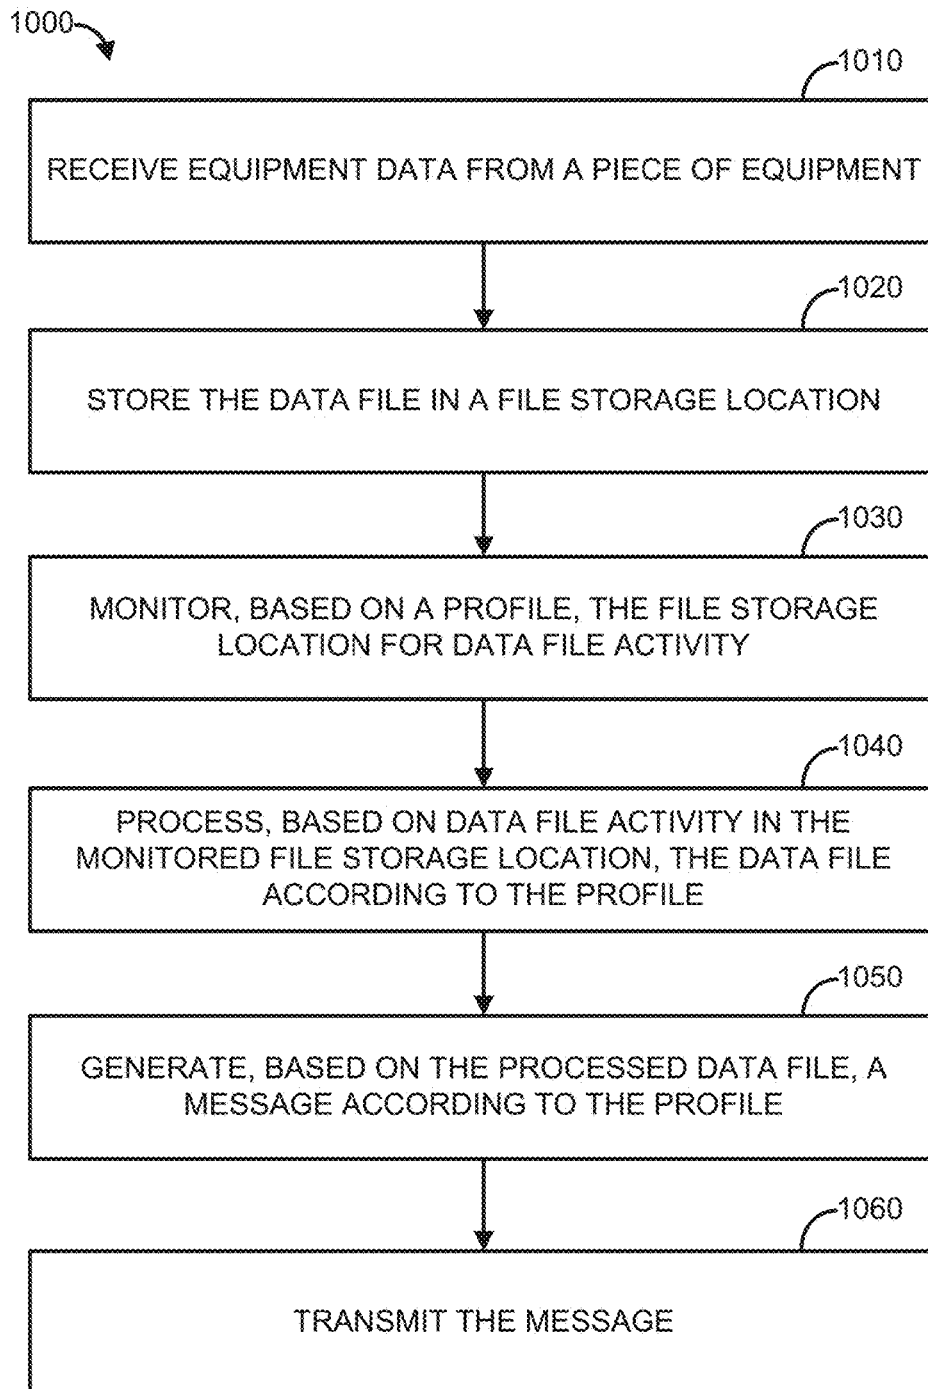 1000
1010
RECEIVE EQUIPMENT DATA FROM A PIECE OF EQUIPMENT
1020
STORE THE DATA FILE IN A FILE STORAGE LOCATION
1030
MONITOR, BASED ON A PROFILE, THE FILE STORAGE
LOCATION FOR DATA FILE ACTIVITY
1040
PROCESS, BASED ON DATA FILE ACTIVITY IN THE
MONITORED FILE STORAGE LOCATION, THE DATA FILE
ACCORDING TO THE PROFILE
1050
GENERATE, BASED ON THE PROCESSED DATA FILE, A
MESSAGE ACCORDING TO THE PROFILE
1060
TRANSMIT THE MESSAGE